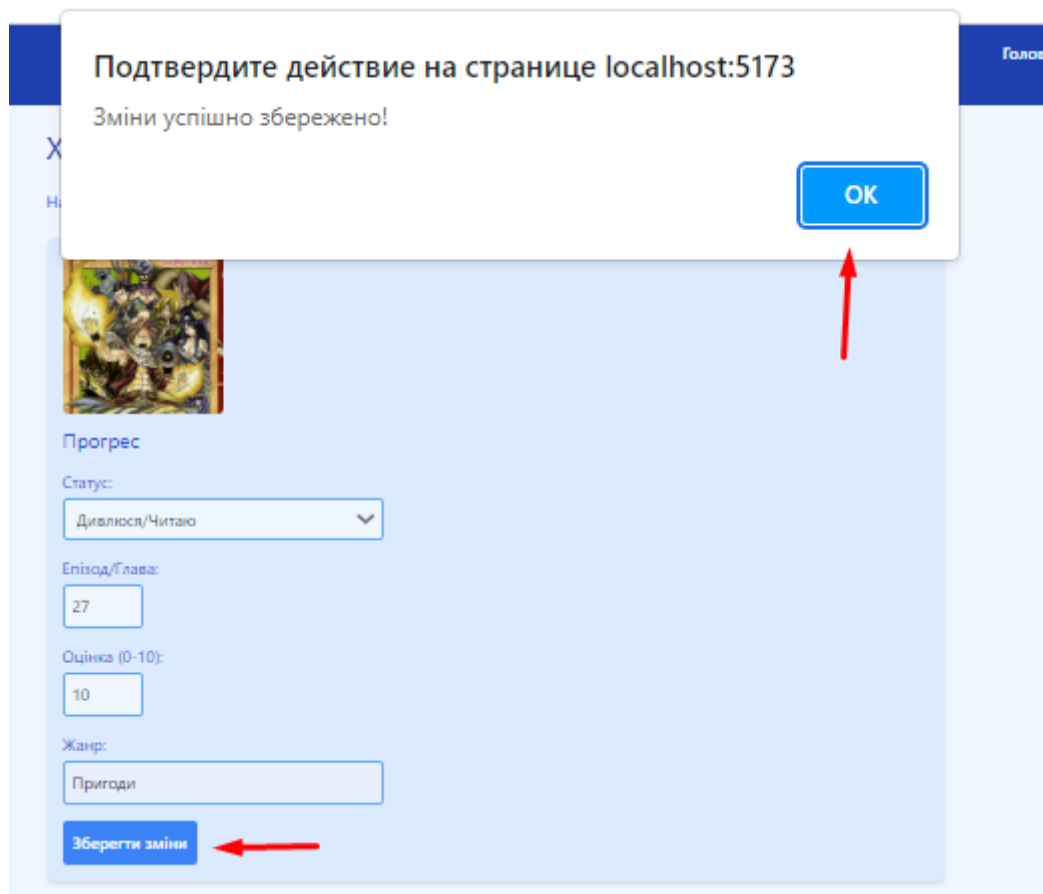 Подтвердите действие на странице localhost:5173
Зміни успішно збережено!
OK
Прогрес
Статус:
Дивлюся/Читаю
Епізод/Глава:
27
Оцінка (0-10):
10
Жанр:
Пригоди
Зберегти зміни